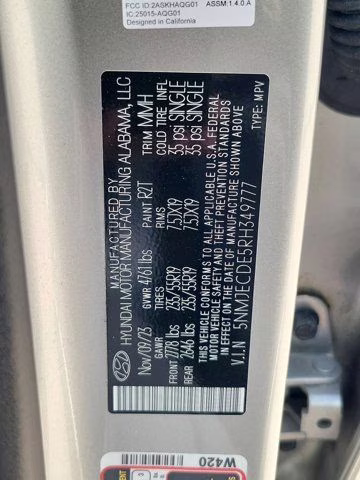 FCC ID:2ASKHAQG01 ASSM:1.4.0.A
IC:25015-AQG01
Designed in California
MANUFACTURED BY
HYUNDAI MOTOR MANUFACTURING ALABAMA, LLC
Nov/09/23 GVWR 4761 lbs PAINT R2T TRIM MMH
GAWR RIMS COLD TIRE INFL
FRONT 2778 lbs 235/55R19 7.5JX19 35 psi SINGLE
REAR 2646 lbs 235/55R19 7.5JX19 35 psi SINGLE
THIS VEHICLE CONFORMS TO ALL APPLICABLE U.S.A. FEDERAL
MOTOR VEHICLE SAFETY AND THEFT PREVENTION STANDARDS
IN EFFECT ON THE DATE OF MANUFACTURE SHOWN ABOVE.
V.I.N 5NMJECDE5RH349777 TYPE: MPV
W420